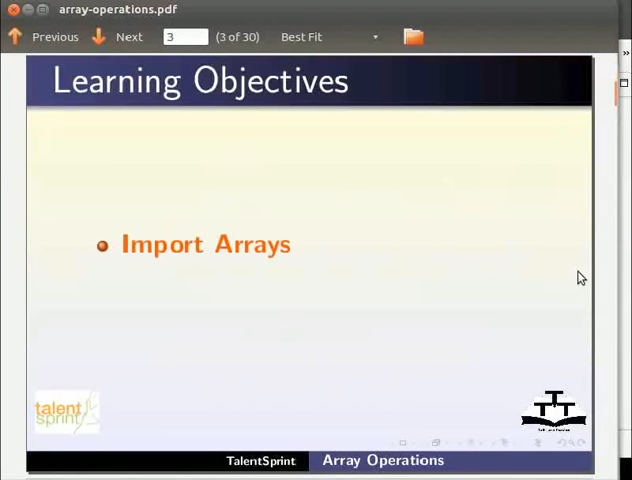 array-operations.pdf
Previous Next 3 (3 of 30) Best Fit
Learning Objectives
Import Arrays
talent
sprint
TTT
TalentSprint Array Operations